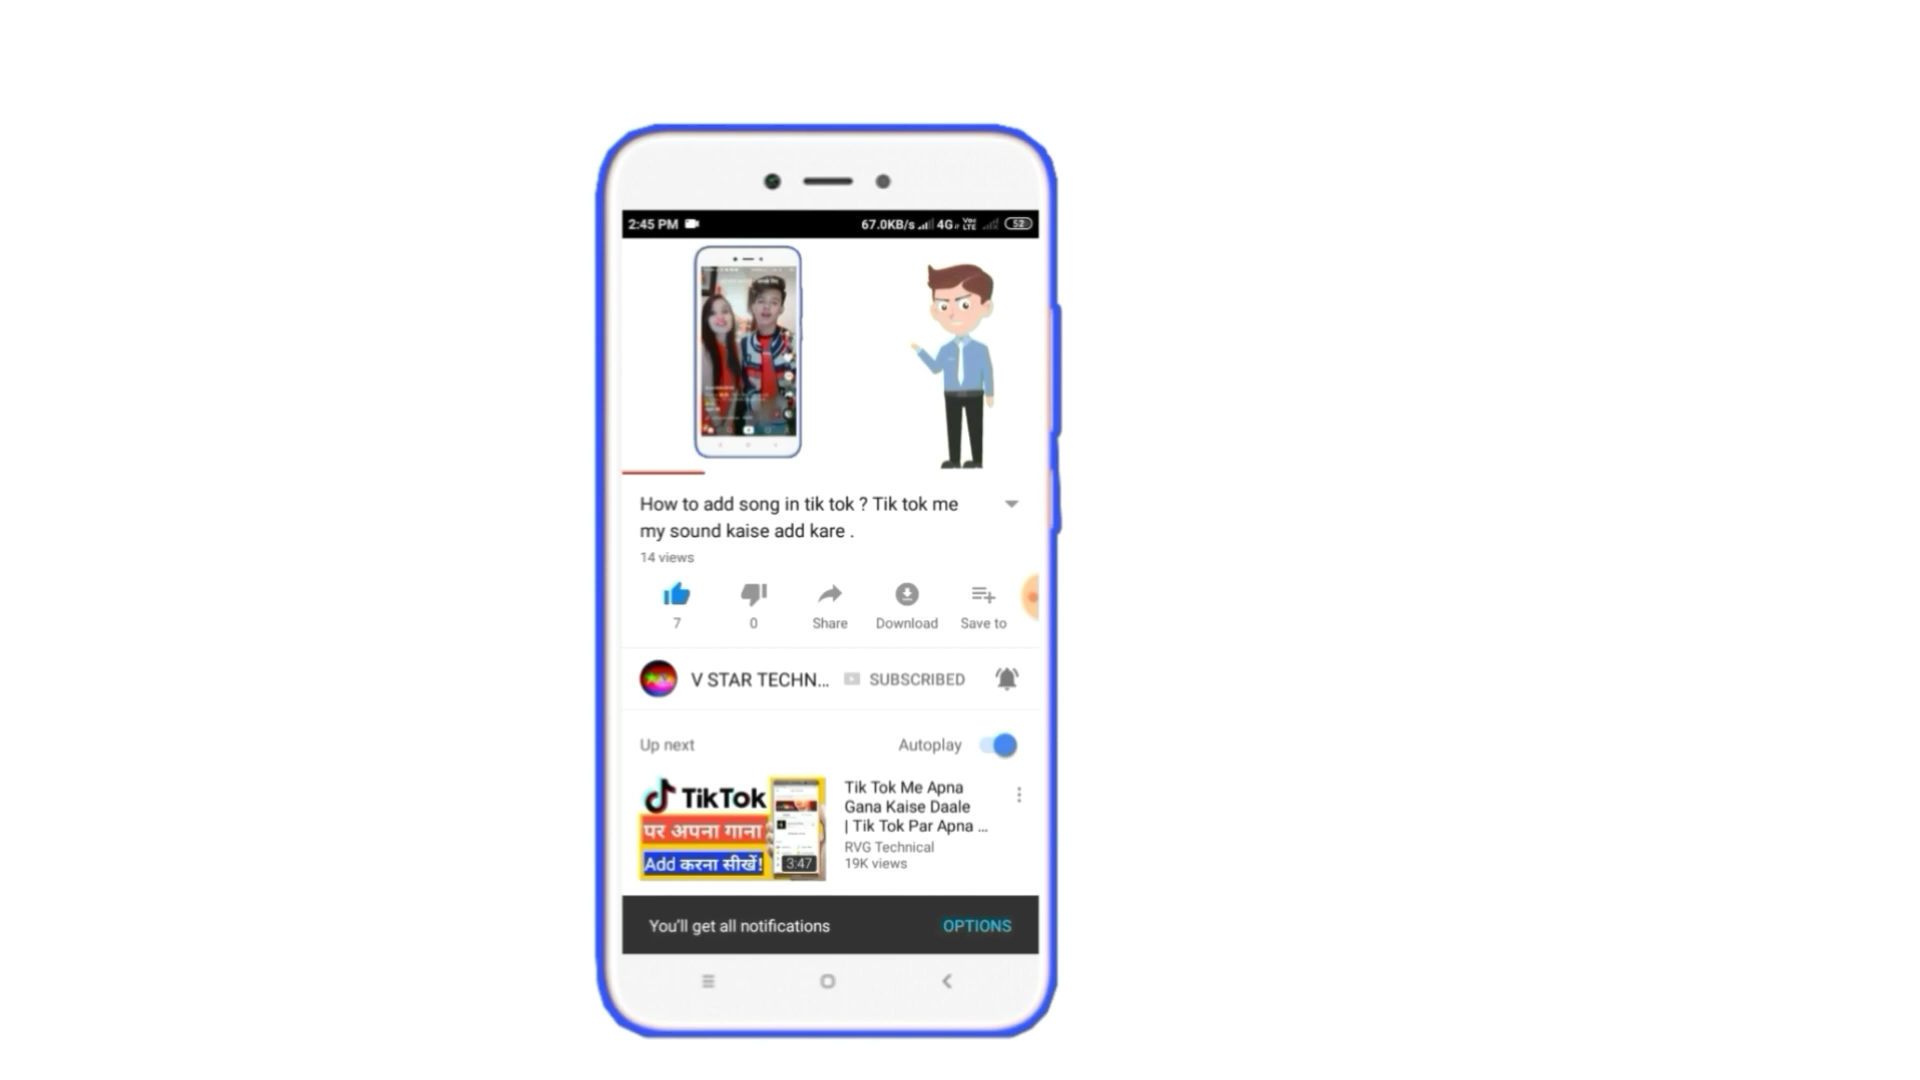 2:45 PM 67.0KB/s 4G Vo LTE 52
How to add song in tik tok ? Tik tok me
my sound kaise add kare .
14 views
7 0 Share Download Save to
V STAR TECHN... SUBSCRIBED
Up next Autoplay
TikTok
पर अपना गाना
Add करना सीखें!
3:47
Tik Tok Me Apna
Gana Kaise Daale
| Tik Tok Par Apna ...
RVG Technical
19K views
You'll get all notifications OPTIONS